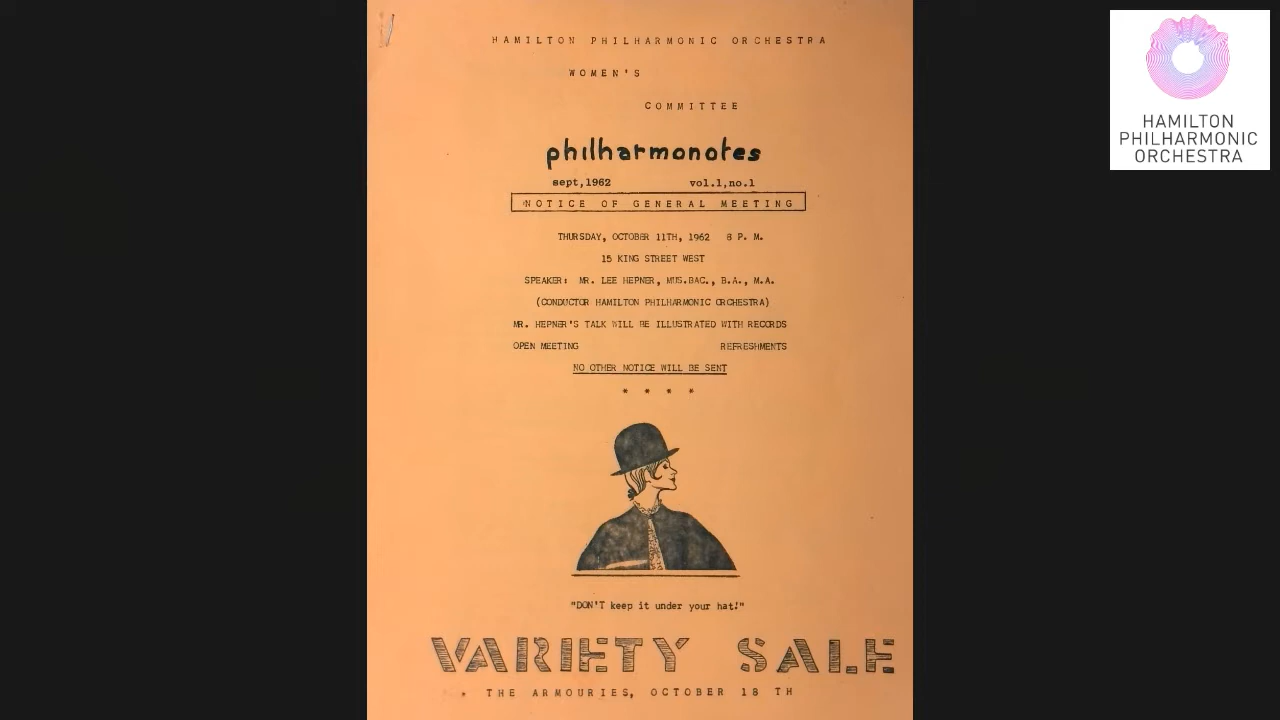 HAMILTON PHILHARMONIC ORCHESTRA
WOMEN'S
COMMITTEE
philharmonotes
sept,1962 vol.1,no.1
NOTICE OF GENERAL MEETING
THURSDAY, OCTOBER 11TH, 1962 8 P. M.
15 KING STREET WEST
SPEAKER: MR. LEE HEPNER, MUS.BAC., B.A., M.A.
(CONDUCTOR HAMILTON PHILHARMONIC ORCHESTRA)
MR. HEPNER'S TALK WILL BE ILLUSTRATED WITH RECORDS
OPEN MEETING REFRESHMENTS
NO OTHER NOTICE WILL BE SENT
* * * *
"DON'T keep it under your hat!"
VARIETY SALE
THE ARMOURIES, OCTOBER 18 TH
HAMILTON
PHILHARMONIC
ORCHESTRA